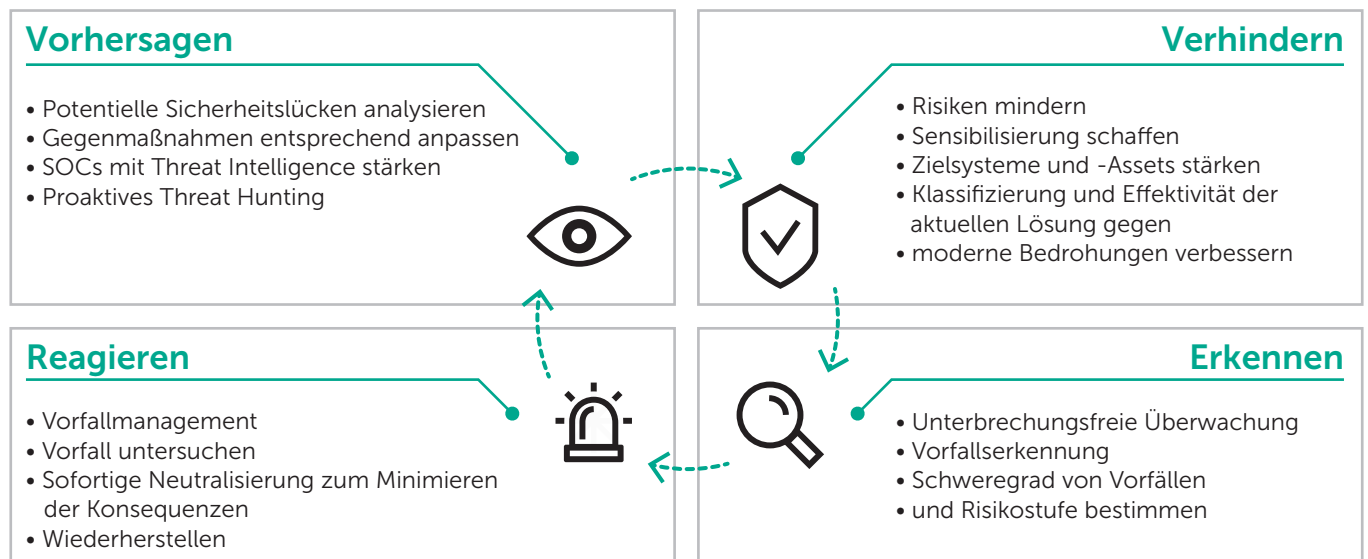 Vorhersagen
• Potentielle Sicherheitslücken analysieren
• Gegenmaßnahmen entsprechend anpassen
• SOCs mit Threat Intelligence stärken
• Proaktives Threat Hunting
Verhindern
• Risiken mindern
• Sensibilisierung schaffen
• Zielsysteme und -Assets stärken
• Klassifizierung und Effektivität der
aktuellen Lösung gegen
• moderne Bedrohungen verbessern
Reagieren
• Vorfallmanagement
• Vorfall untersuchen
• Sofortige Neutralisierung zum Minimieren
der Konsequenzen
• Wiederherstellen
Erkennen
• Unterbrechungsfreie Überwachung
• Vorfallserkennung
• Schweregrad von Vorfällen
• und Risikostufe bestimmen